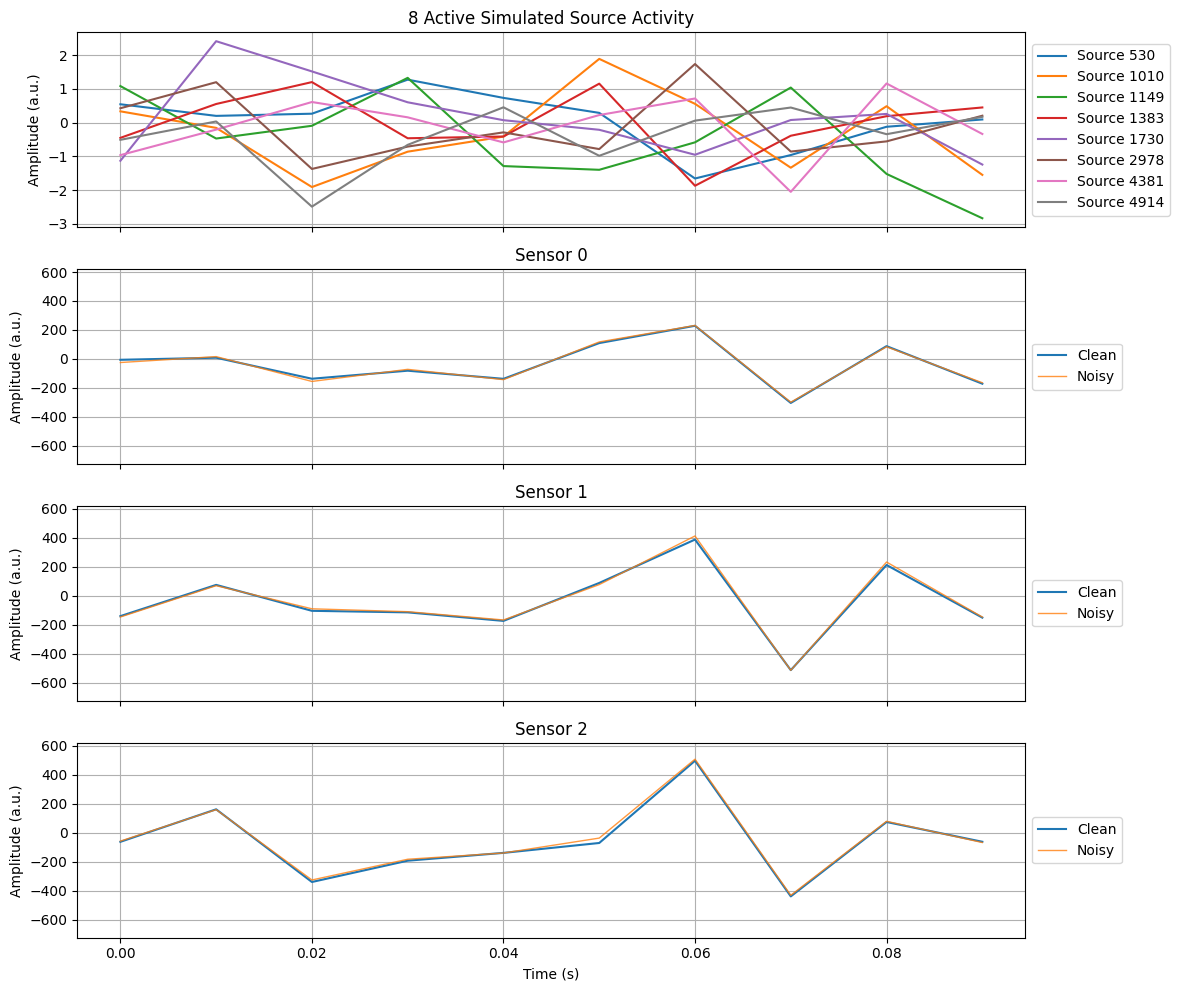 8 Active Simulated Source Activity
Amplitude (a.u.)
2
1
0
−1
−2
−3
Source 530
Source 1010
Source 1149
Source 1383
Source 1730
Source 2978
Source 4381
Source 4914
Sensor 0
Amplitude (a.u.)
600
400
200
0
−200
−400
−600
Clean
Noisy
Sensor 1
Amplitude (a.u.)
600
400
200
0
−200
−400
−600
Clean
Noisy
Sensor 2
Amplitude (a.u.)
600
400
200
0
−200
−400
−600
Clean
Noisy
0.00 0.02 0.04 0.06 0.08
Time (s)